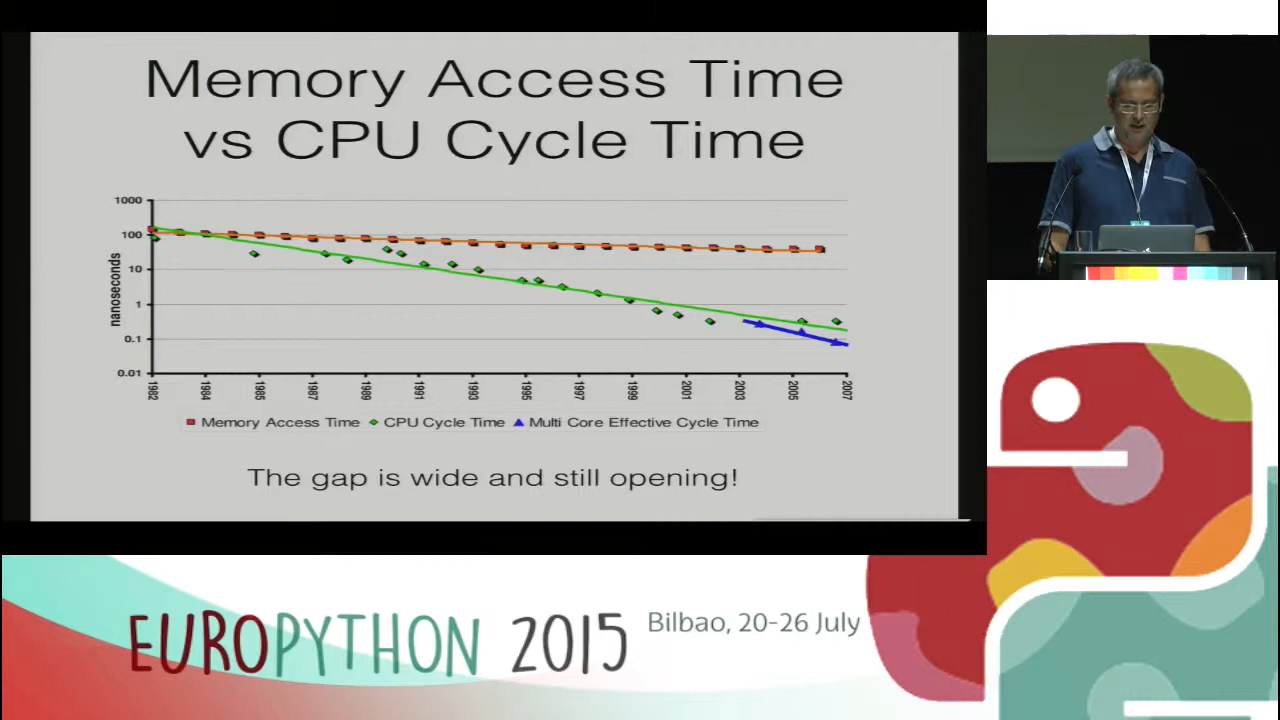 Memory Access Time
vs CPU Cycle Time
1000
100
10
1
0.1
0.01
nanoseconds
1982
1984
1985
1987
1989
1991
1993
1995
1997
1999
2001
2003
2005
2007
Memory Access Time
CPU Cycle Time
Multi Core Effective Cycle Time
The gap is wide and still opening!
EUROPYTHON 2015
Bilbao, 20-26 July